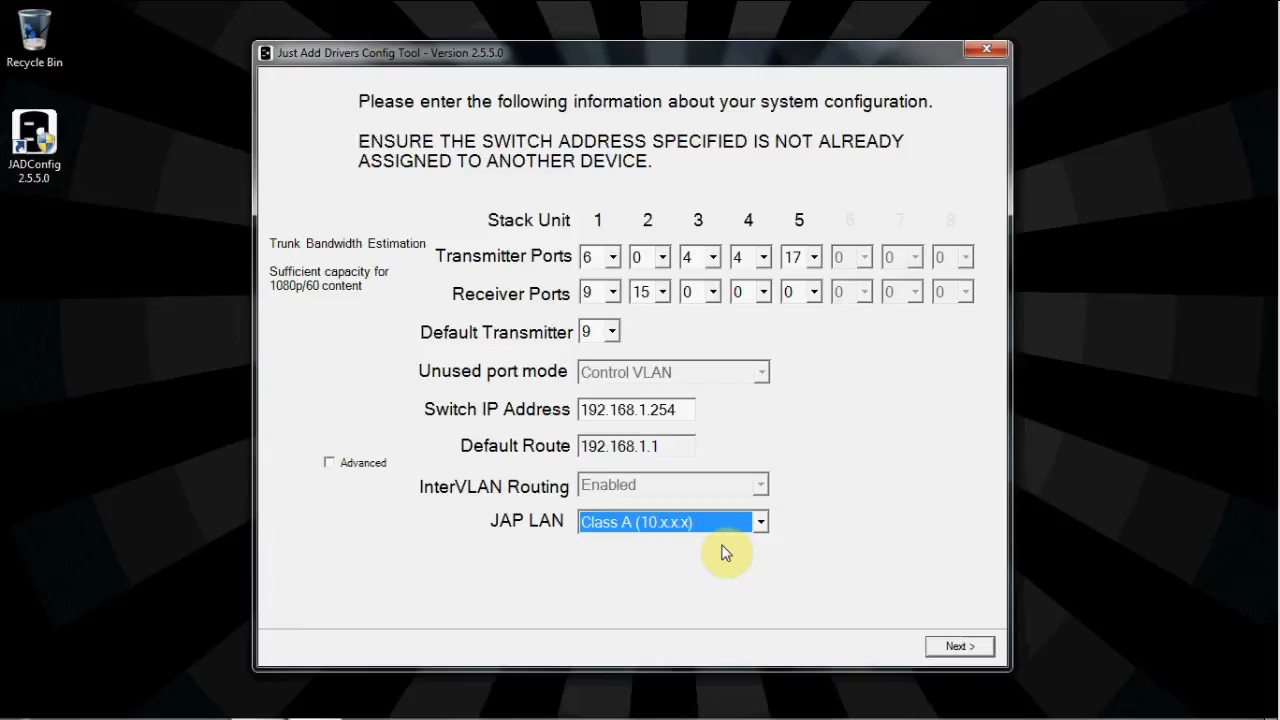 Recycle Bin
JADConfig
2.5.5.0
Just Add Drivers Config Tool - Version 2.5.5.0
Please enter the following information about your system configuration.
ENSURE THE SWITCH ADDRESS SPECIFIED IS NOT ALREADY
ASSIGNED TO ANOTHER DEVICE.
Stack Unit 1 2 3 4 5 6 7 8
Trunk Bandwidth Estimation
Sufficient capacity for
1080p/60 content
Transmitter Ports 6 0 4 4 17 0 0 0
Receiver Ports 9 15 0 0 0 0 0 0
Default Transmitter 9
Unused port mode Control VLAN
Switch IP Address 192.168.1.254
Default Route 192.168.1.1
Advanced
InterVLAN Routing Enabled
JAP LAN Class A (10.x.x.x)
Next >